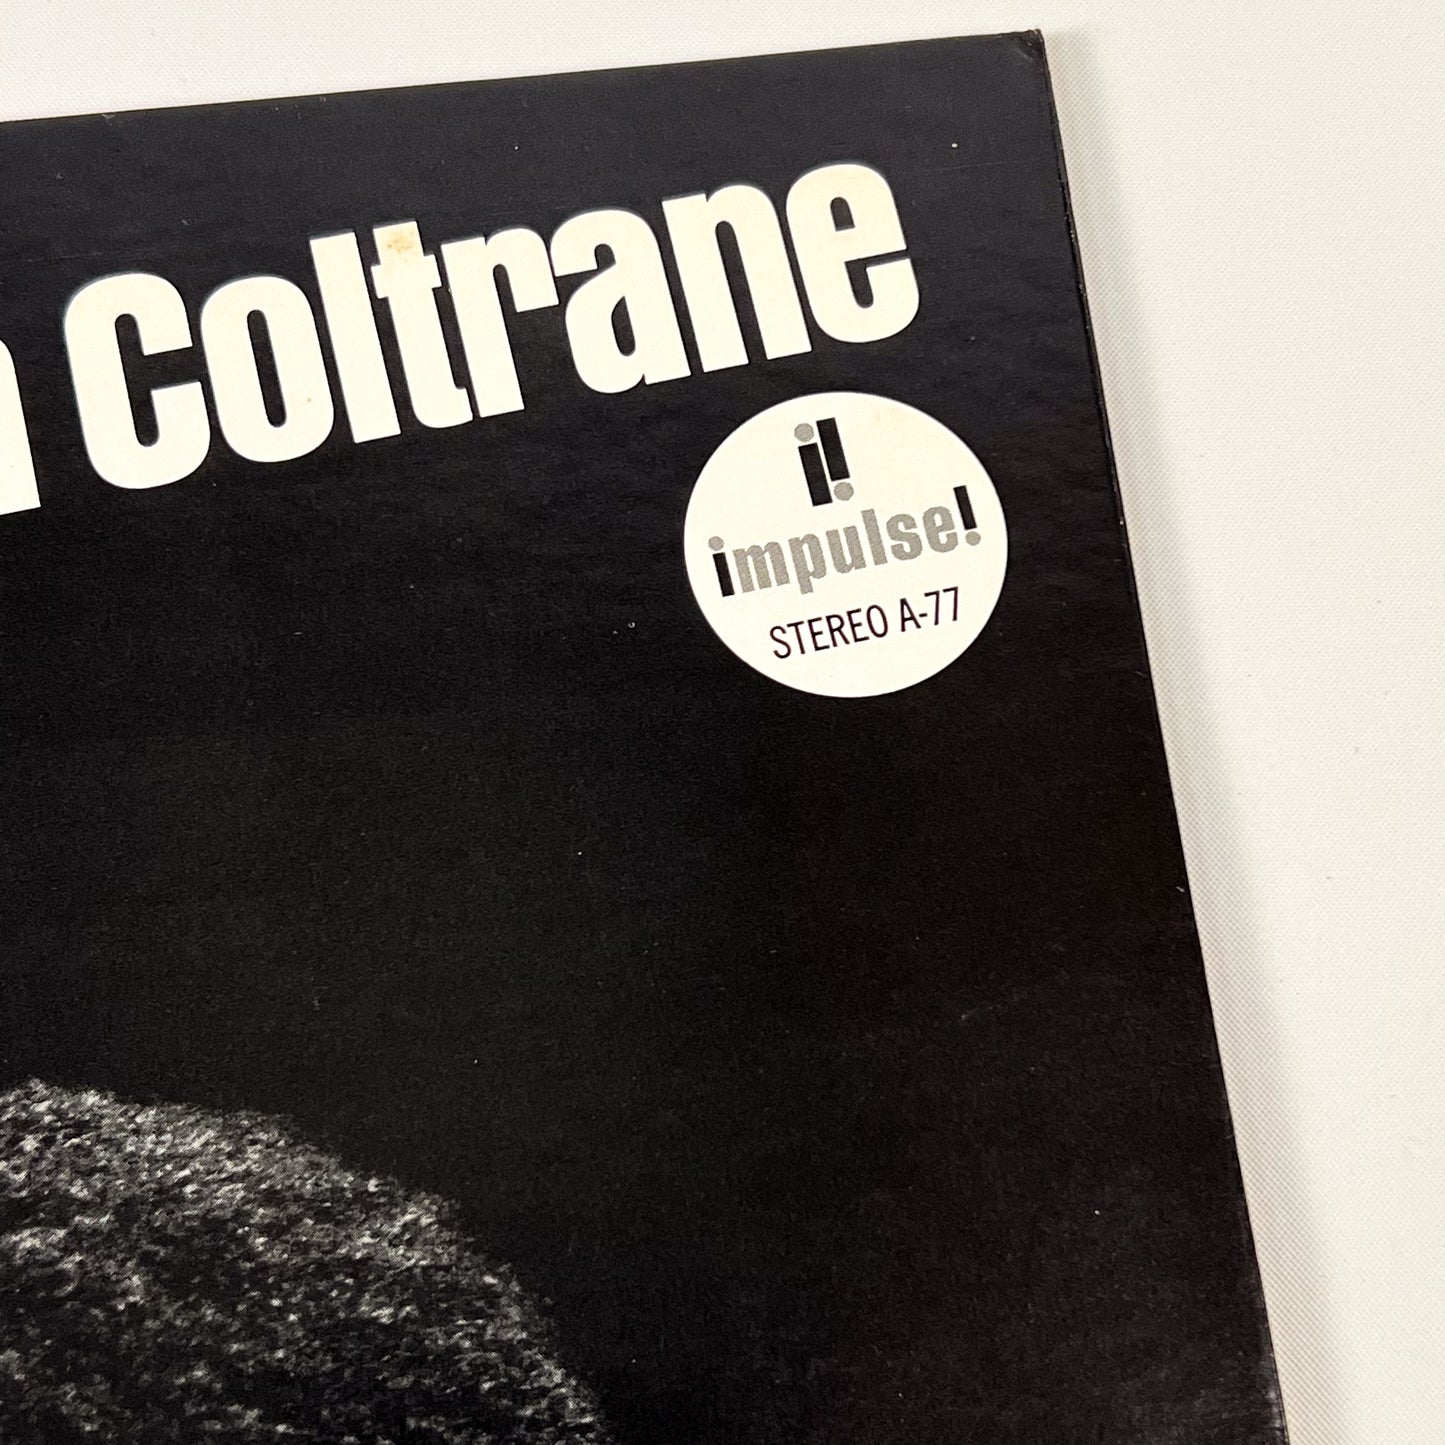 n Coltrane
i!
impulse!
STEREO A-77